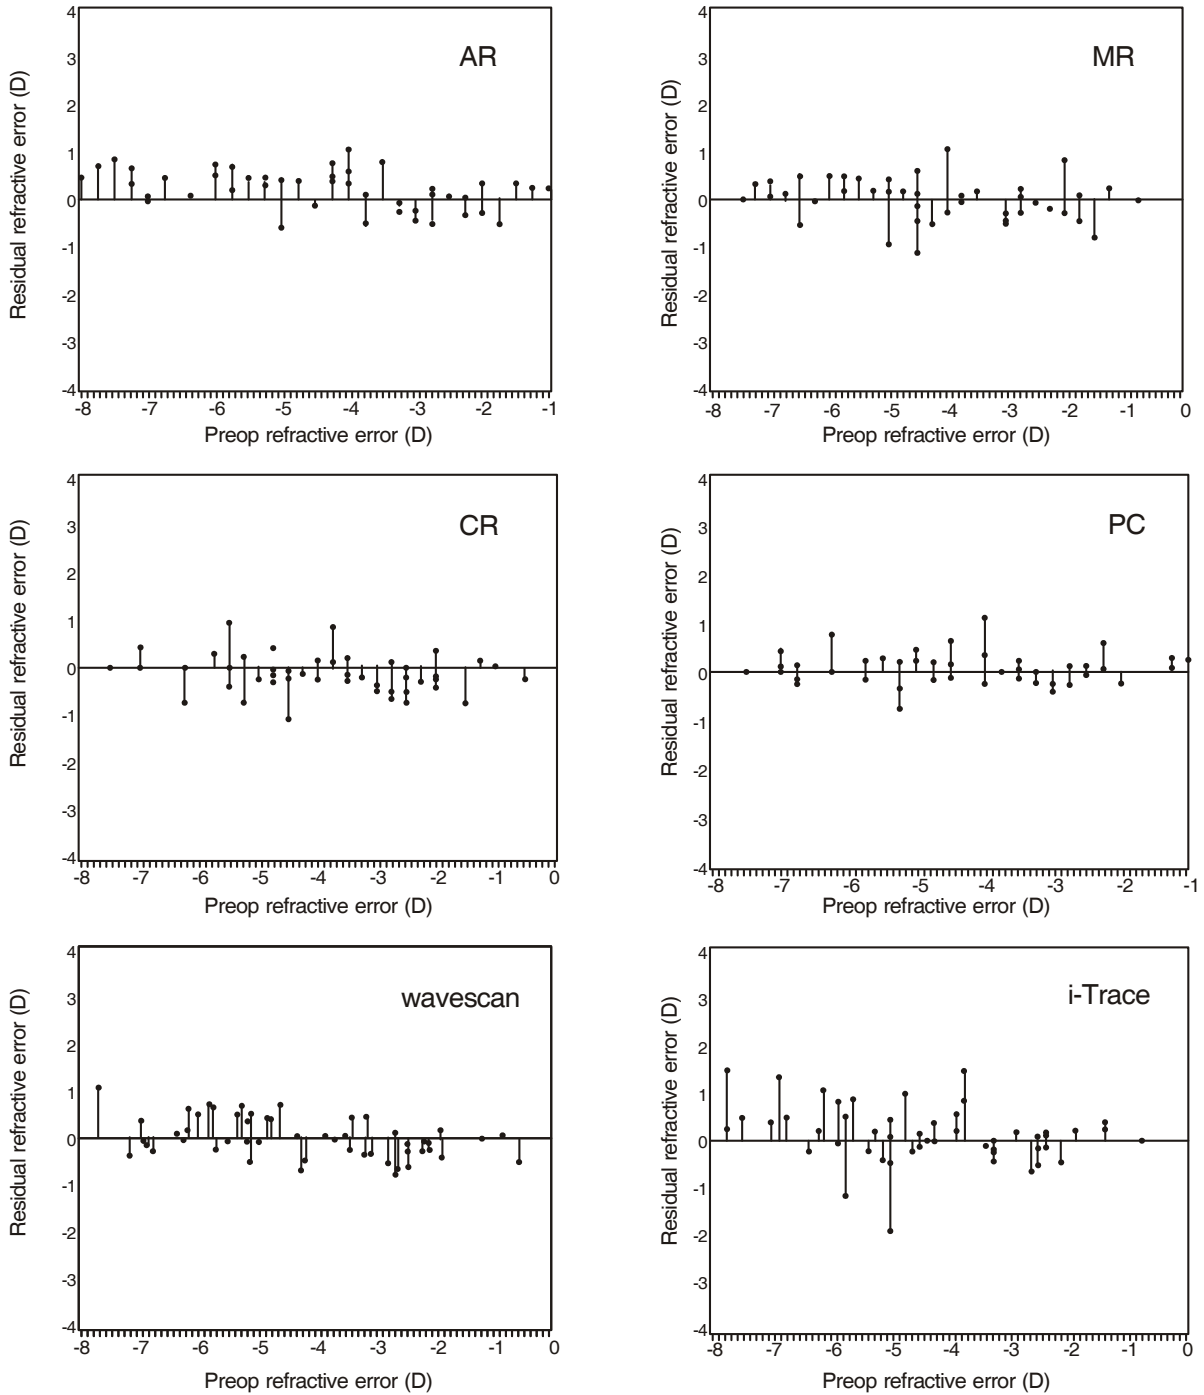 4
3
2
1
0
-1
-2
-3
-4
Residual refractive error (D)
AR
-8 -7 -6 -5 -4 -3 -2 -1
Preop refractive error (D)
4
3
2
1
0
-1
-2
-3
-4
Residual refractive error (D)
MR
-8 -7 -6 -5 -4 -3 -2 -1 0
Preop refractive error (D)
4
3
2
1
0
-1
-2
-3
-4
Residual refractive error (D)
CR
-8 -7 -6 -5 -4 -3 -2 -1 0
Preop refractive error (D)
4
3
2
1
0
-1
-2
-3
-4
Residual refractive error (D)
PC
-8 -7 -6 -5 -4 -3 -2 -1
Preop refractive error (D)
4
3
2
1
0
-1
-2
-3
-4
Residual refractive error (D)
wavescan
-8 -7 -6 -5 -4 -3 -2 -1 0
Preop refractive error (D)
4
3
2
1
0
-1
-2
-3
-4
Residual refractive error (D)
i-Trace
-8 -7 -6 -5 -4 -3 -2 -1 0
Preop refractive error (D)